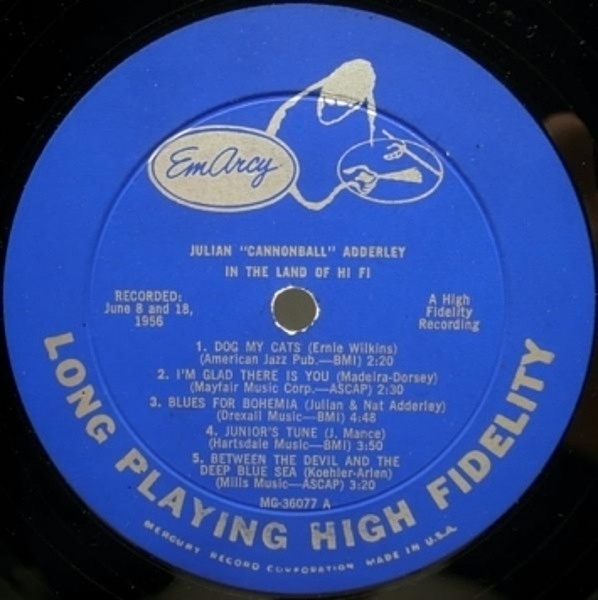 EmArcy
JULIAN "CANNONBALL" ADDERLEY
IN THE LAND OF HI FI
RECORDED:
June 8 and 18,
1956
A High
Fidelity
Recording
1. DOG MY CATS (Ernie Wilkins)
(American Jazz Pub.—BMI) 2:20
2. I'M GLAD THERE IS YOU (Madeira-Dorsey)
(Mayfair Music Corp.—ASCAP) 2:30
3. BLUES FOR BOHEMIA (Julian & Nat Adderley)
(Drexall Music—BMI) 4:48
4. JUNIOR'S TUNE (J. Mance)
(Hartsdale Music—BMI) 3:50
5. BETWEEN THE DEVIL AND THE
DEEP BLUE SEA (Koehler-Arlen)
(Mills Music—ASCAP) 3:20
MG-36077 A
LONG PLAYING HIGH FIDELITY
MERCURY RECORD CORPORATION MADE IN U.S.A.